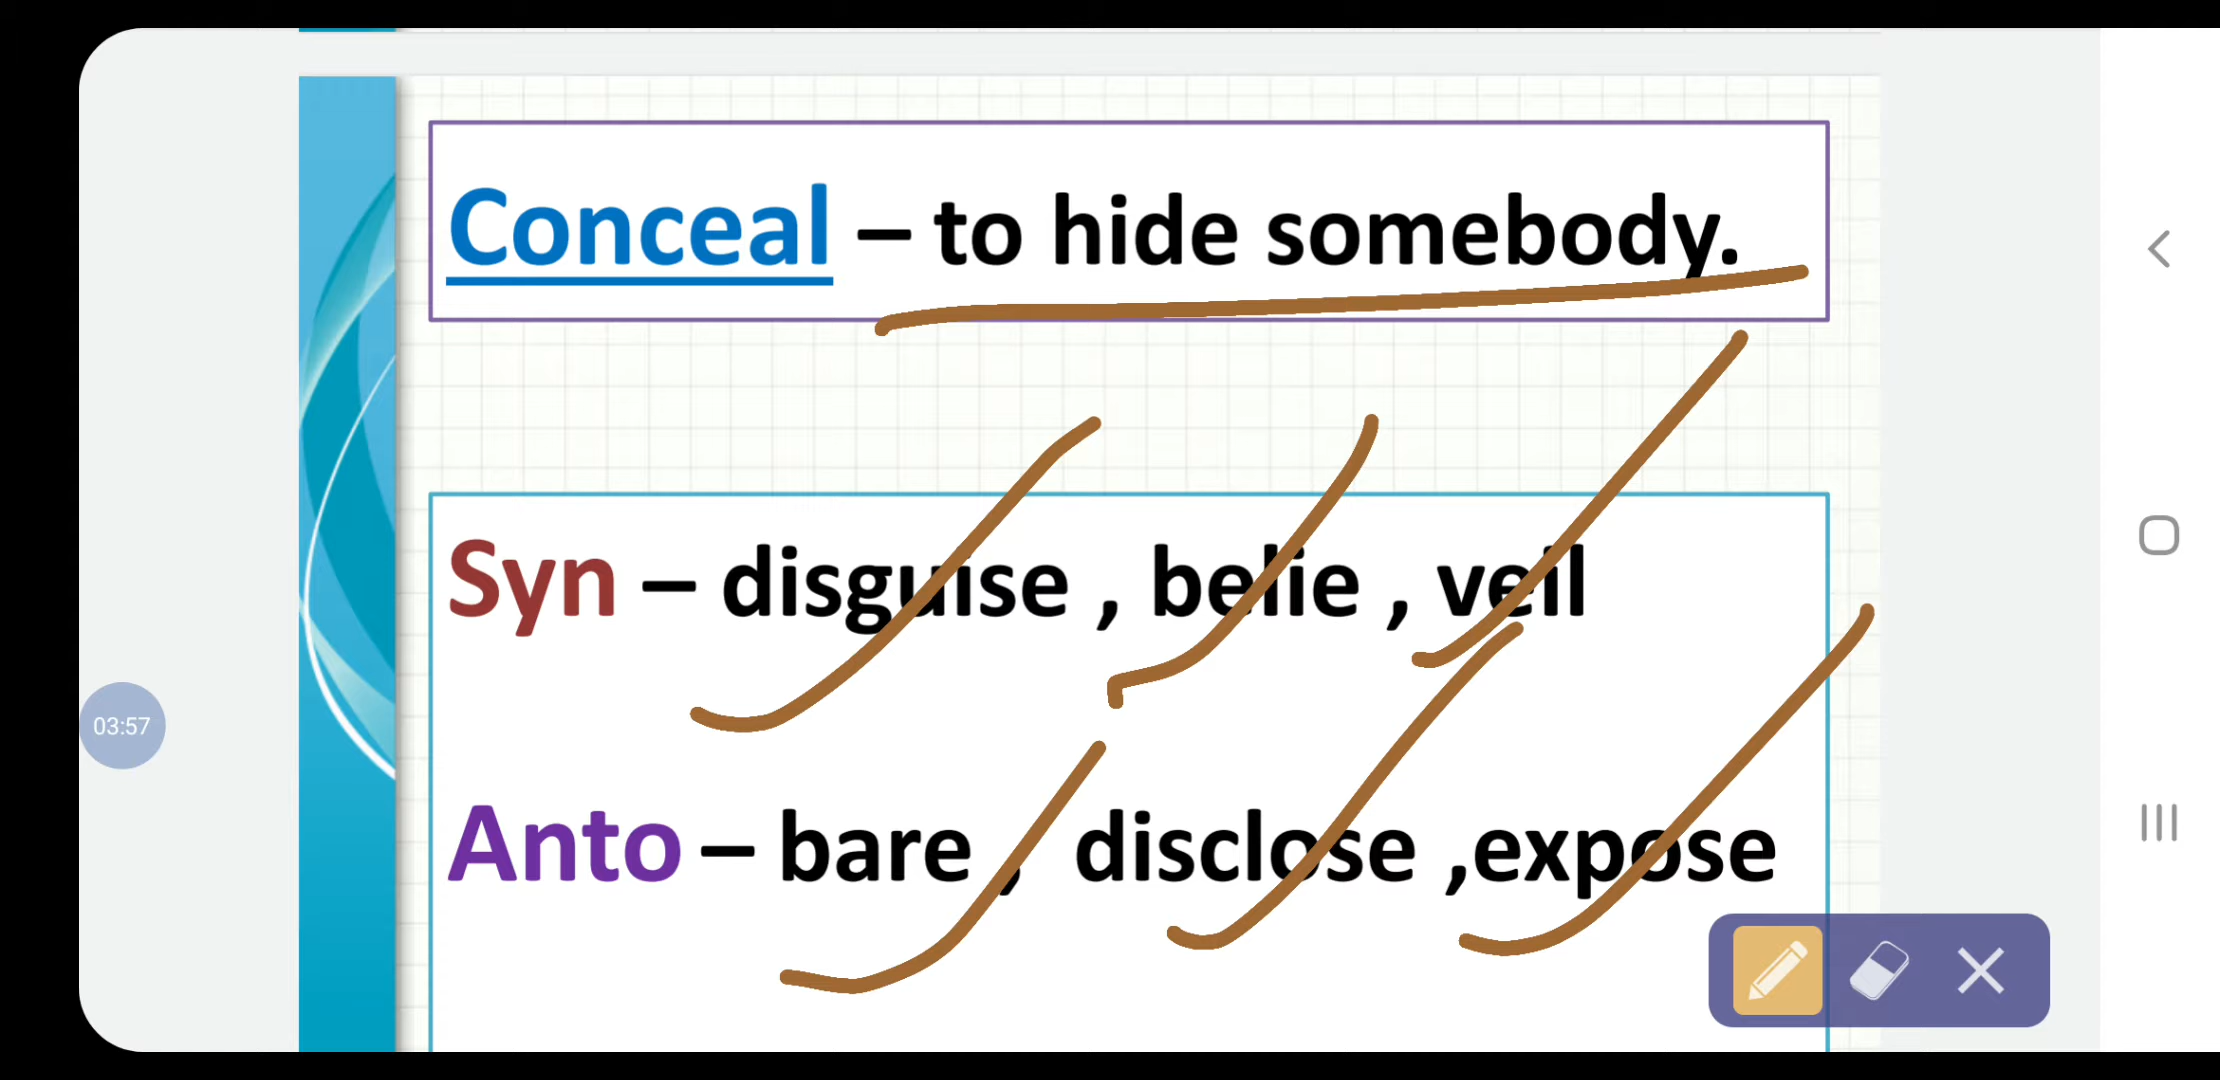 Conceal – to hide somebody.
Syn – disguise , belie , veil
03:57
Anto – bare , disclose ,expose